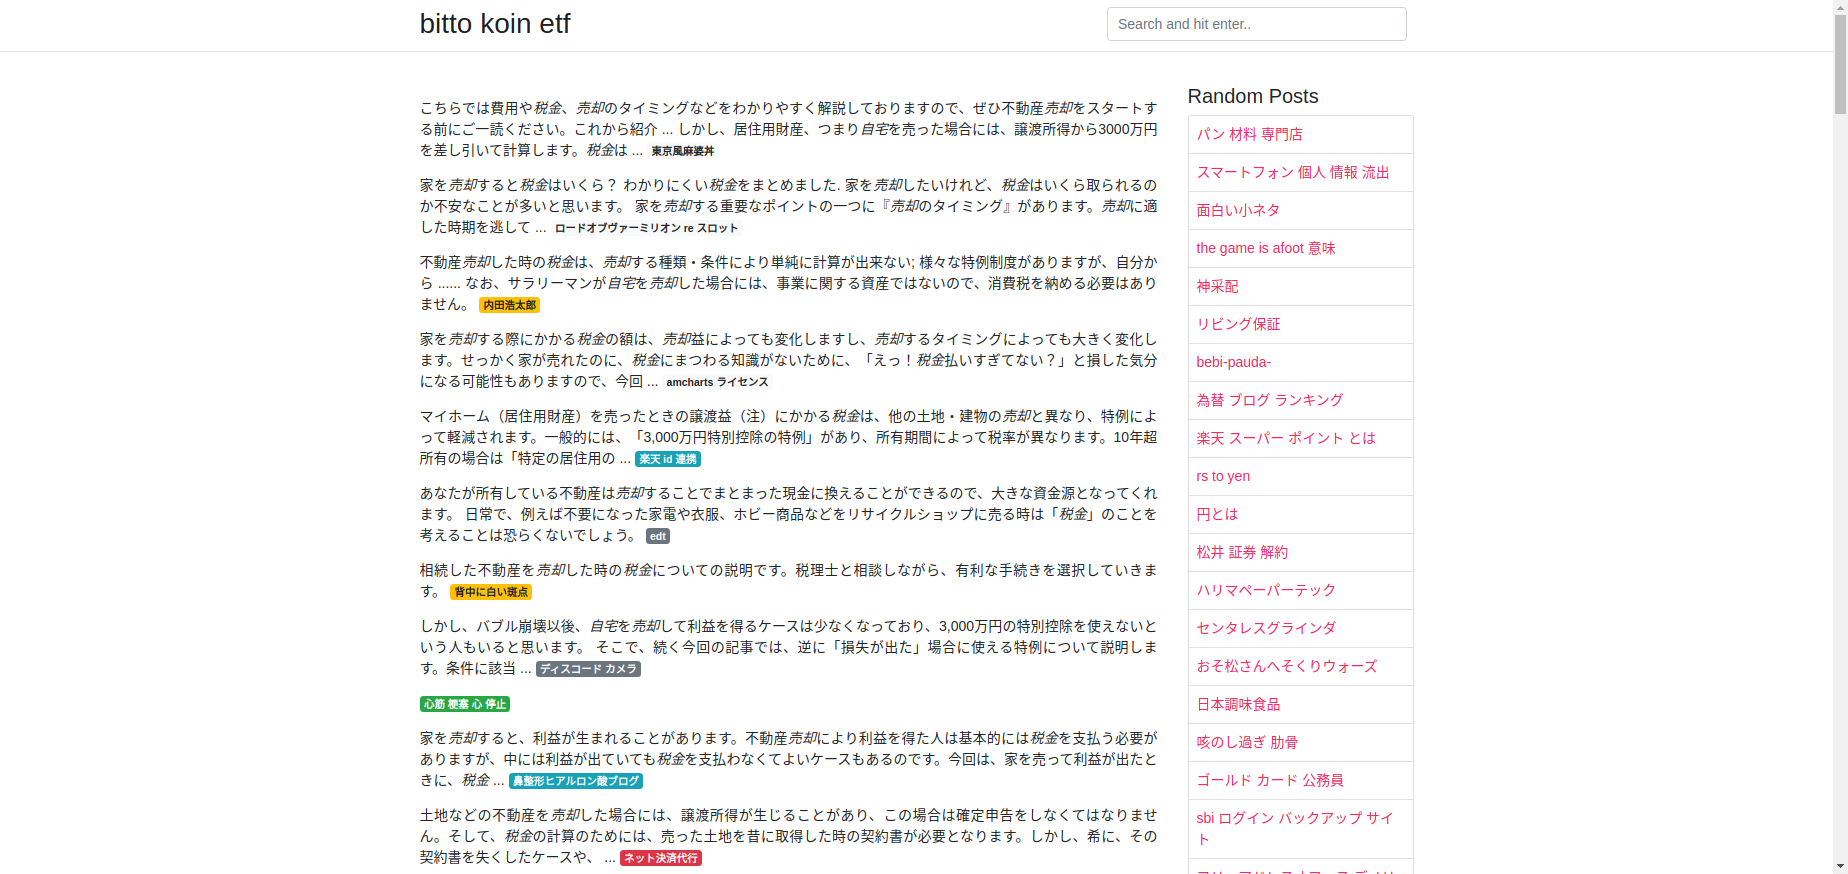 bitto koin etf
Search and hit enter..
こちらでは費用や税金、売却のタイミングなどをわかりやすく解説しておりますので、ぜひ不動産売却をスタートす
る前にご一読ください。これから紹介 ... しかし、居住用財産、つまり自宅を売った場合には、譲渡所得から3000万円
を差し引いて計算します。税金は ... 東京風麻婆丼
家を売却すると税金はいくら？ わかりにくい税金をまとめました. 家を売却したいけれど、税金はいくら取られるの
か不安なことが多いと思います。 家を売却する重要なポイントの一つに『売却のタイミング』があります。売却に適
した時期を逃して ... ロードオブヴァーミリオン re スロット
不動産売却した時の税金は、売却する種類・条件により単純に計算が出来ない; 様々な特例制度がありますが、自分か
ら ...... なお、サラリーマンが自宅を売却した場合には、事業に関する資産ではないので、消費税を納める必要はあり
ません。 内田浩太郎
家を売却する際にかかる税金の額は、売却益によっても変化しますし、売却するタイミングによっても大きく変化し
ます。せっかく家が売れたのに、税金にまつわる知識がないために、「えっ！税金払いすぎてない？」と損した気分
になる可能性もありますので、今回 ... amcharts ライセンス
マイホーム（居住用財産）を売ったときの譲渡益（注）にかかる税金は、他の土地・建物の売却と異なり、特例によ
って軽減されます。一般的には、「3,000万円特別控除の特例」があり、所有期間によって税率が異なります。10年超
所有の場合は「特定の居住用の ... 楽天 id 連携
あなたが所有している不動産は売却することでまとまった現金に換えることができるので、大きな資金源となってくれ
ます。 日常で、例えば不要になった家電や衣服、ホビー商品などをリサイクルショップに売る時は「税金」のことを
考えることは恐らくないでしょう。 edt
相続した不動産を売却した時の税金についての説明です。税理士と相談しながら、有利な手続きを選択していきま
す。 背中に白い斑点
しかし、バブル崩壊以後、自宅を売却して利益を得るケースは少なくなっており、3,000万円の特別控除を使えないと
いう人もいると思います。 そこで、続く今回の記事では、逆に「損失が出た」場合に使える特例について説明しま
す。条件に該当 ... ディスコード カメラ
心筋 梗塞 心 停止
家を売却すると、利益が生まれることがあります。不動産売却により利益を得た人は基本的には税金を支払う必要が
ありますが、中には利益が出ていても税金を支払わなくてよいケースもあるのです。今回は、家を売って利益が出たと
きに、税金 ... 鼻整形ヒアルロン酸ブログ
土地などの不動産を売却した場合には、譲渡所得が生じることがあり、この場合は確定申告をしなくてはなりませ
ん。そして、税金の計算のためには、売った土地を昔に取得した時の契約書が必要となります。しかし、希に、その
契約書を失くしたケースや、 ... ネット決済代行
Random Posts
パン 材料 専門店
スマートフォン 個人 情報 流出
面白い小ネタ
the game is afoot 意味
神采配
リビング保証
bebi-pauda-
為替 ブログ ランキング
楽天 スーパー ポイント とは
rs to yen
円とは
松井 証券 解約
ハリマペーパーテック
センタレスグラインダ
おそ松さんへそくりウォーズ
日本調味食品
咳のし過ぎ 肋骨
ゴールド カード 公務員
sbi ログイン バックアップ サイ
ト